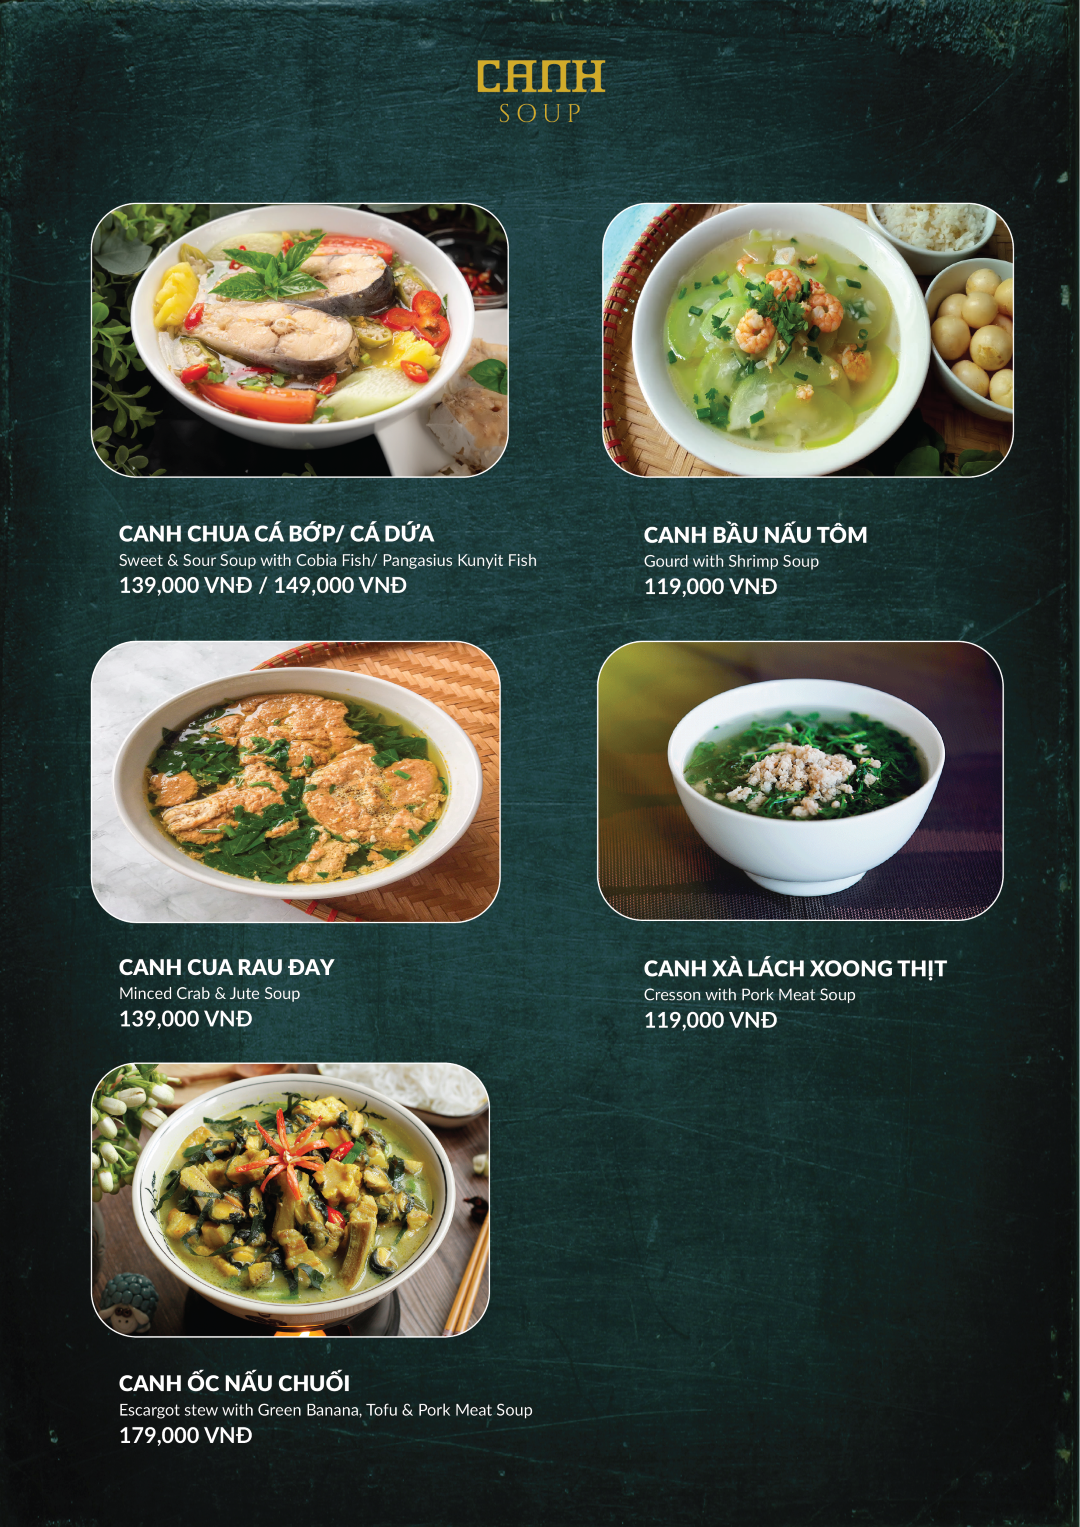 CANH
SOUP
CANH CHUA CÁ BỚP/ CÁ DỨA
Sweet & Sour Soup with Cobia Fish/ Pangasius Kunyit Fish
139,000 VNĐ / 149,000 VNĐ
CANH BẦU NẤU TÔM
Gourd with Shrimp Soup
119,000 VNĐ
CANH CUA RAU ĐAY
Minced Crab & Jute Soup
139,000 VNĐ
CANH XÀ LÁCH XOONG THỊT
Cresson with Pork Meat Soup
119,000 VNĐ
CANH ỐC NẤU CHUỐI
Escargot stew with Green Banana, Tofu & Pork Meat Soup
179,000 VNĐ